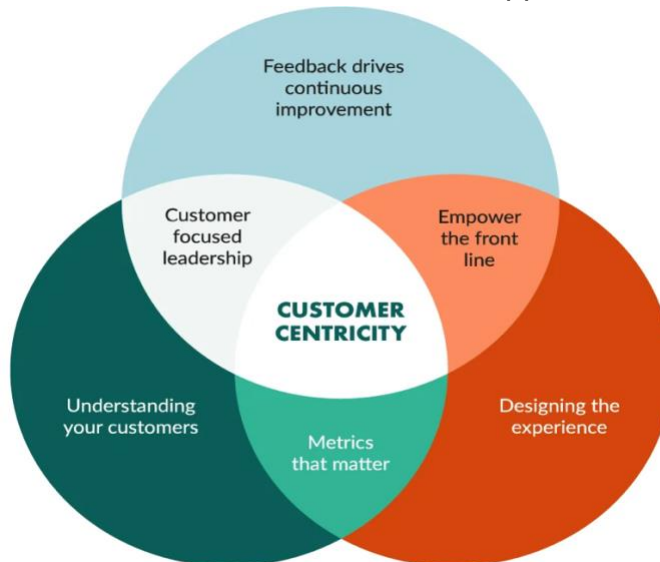 Feedback drives
continuous
improvement
Customer
focused
leadership
Empower
the front
line
CUSTOMER
CENTRICITY
Understanding
your customers
Designing the
experience
Metrics
that matter